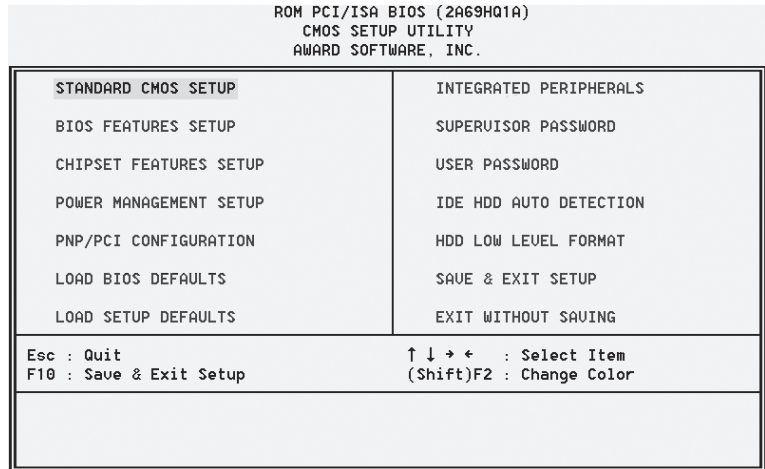 ROM PCI/ISA BIOS (2A69HQ1A)
CMOS SETUP UTILITY
AWARD SOFTWARE, INC.
STANDARD CMOS SETUP
BIOS FEATURES SETUP
CHIPSET FEATURES SETUP
POWER MANAGEMENT SETUP
PNP/PCI CONFIGURATION
LOAD BIOS DEFAULTS
LOAD SETUP DEFAULTS
INTEGRATED PERIPHERALS
SUPERVISOR PASSWORD
USER PASSWORD
IDE HDD AUTO DETECTION
HDD LOW LEVEL FORMAT
SAVE & EXIT SETUP
EXIT WITHOUT SAVING
Esc : Quit
F10 : Save & Exit Setup
↑ ↓ → ← : Select Item
(Shift)F2 : Change Color